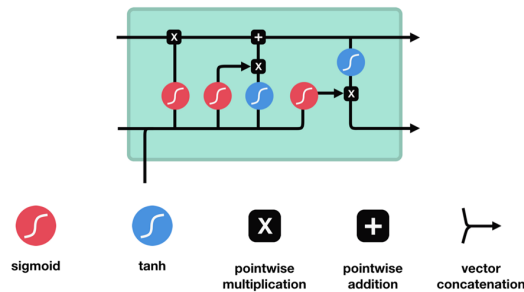 X
+
X
X
X
+
sigmoid
tanh
pointwise
multiplication
pointwise
addition
vector
concatenation